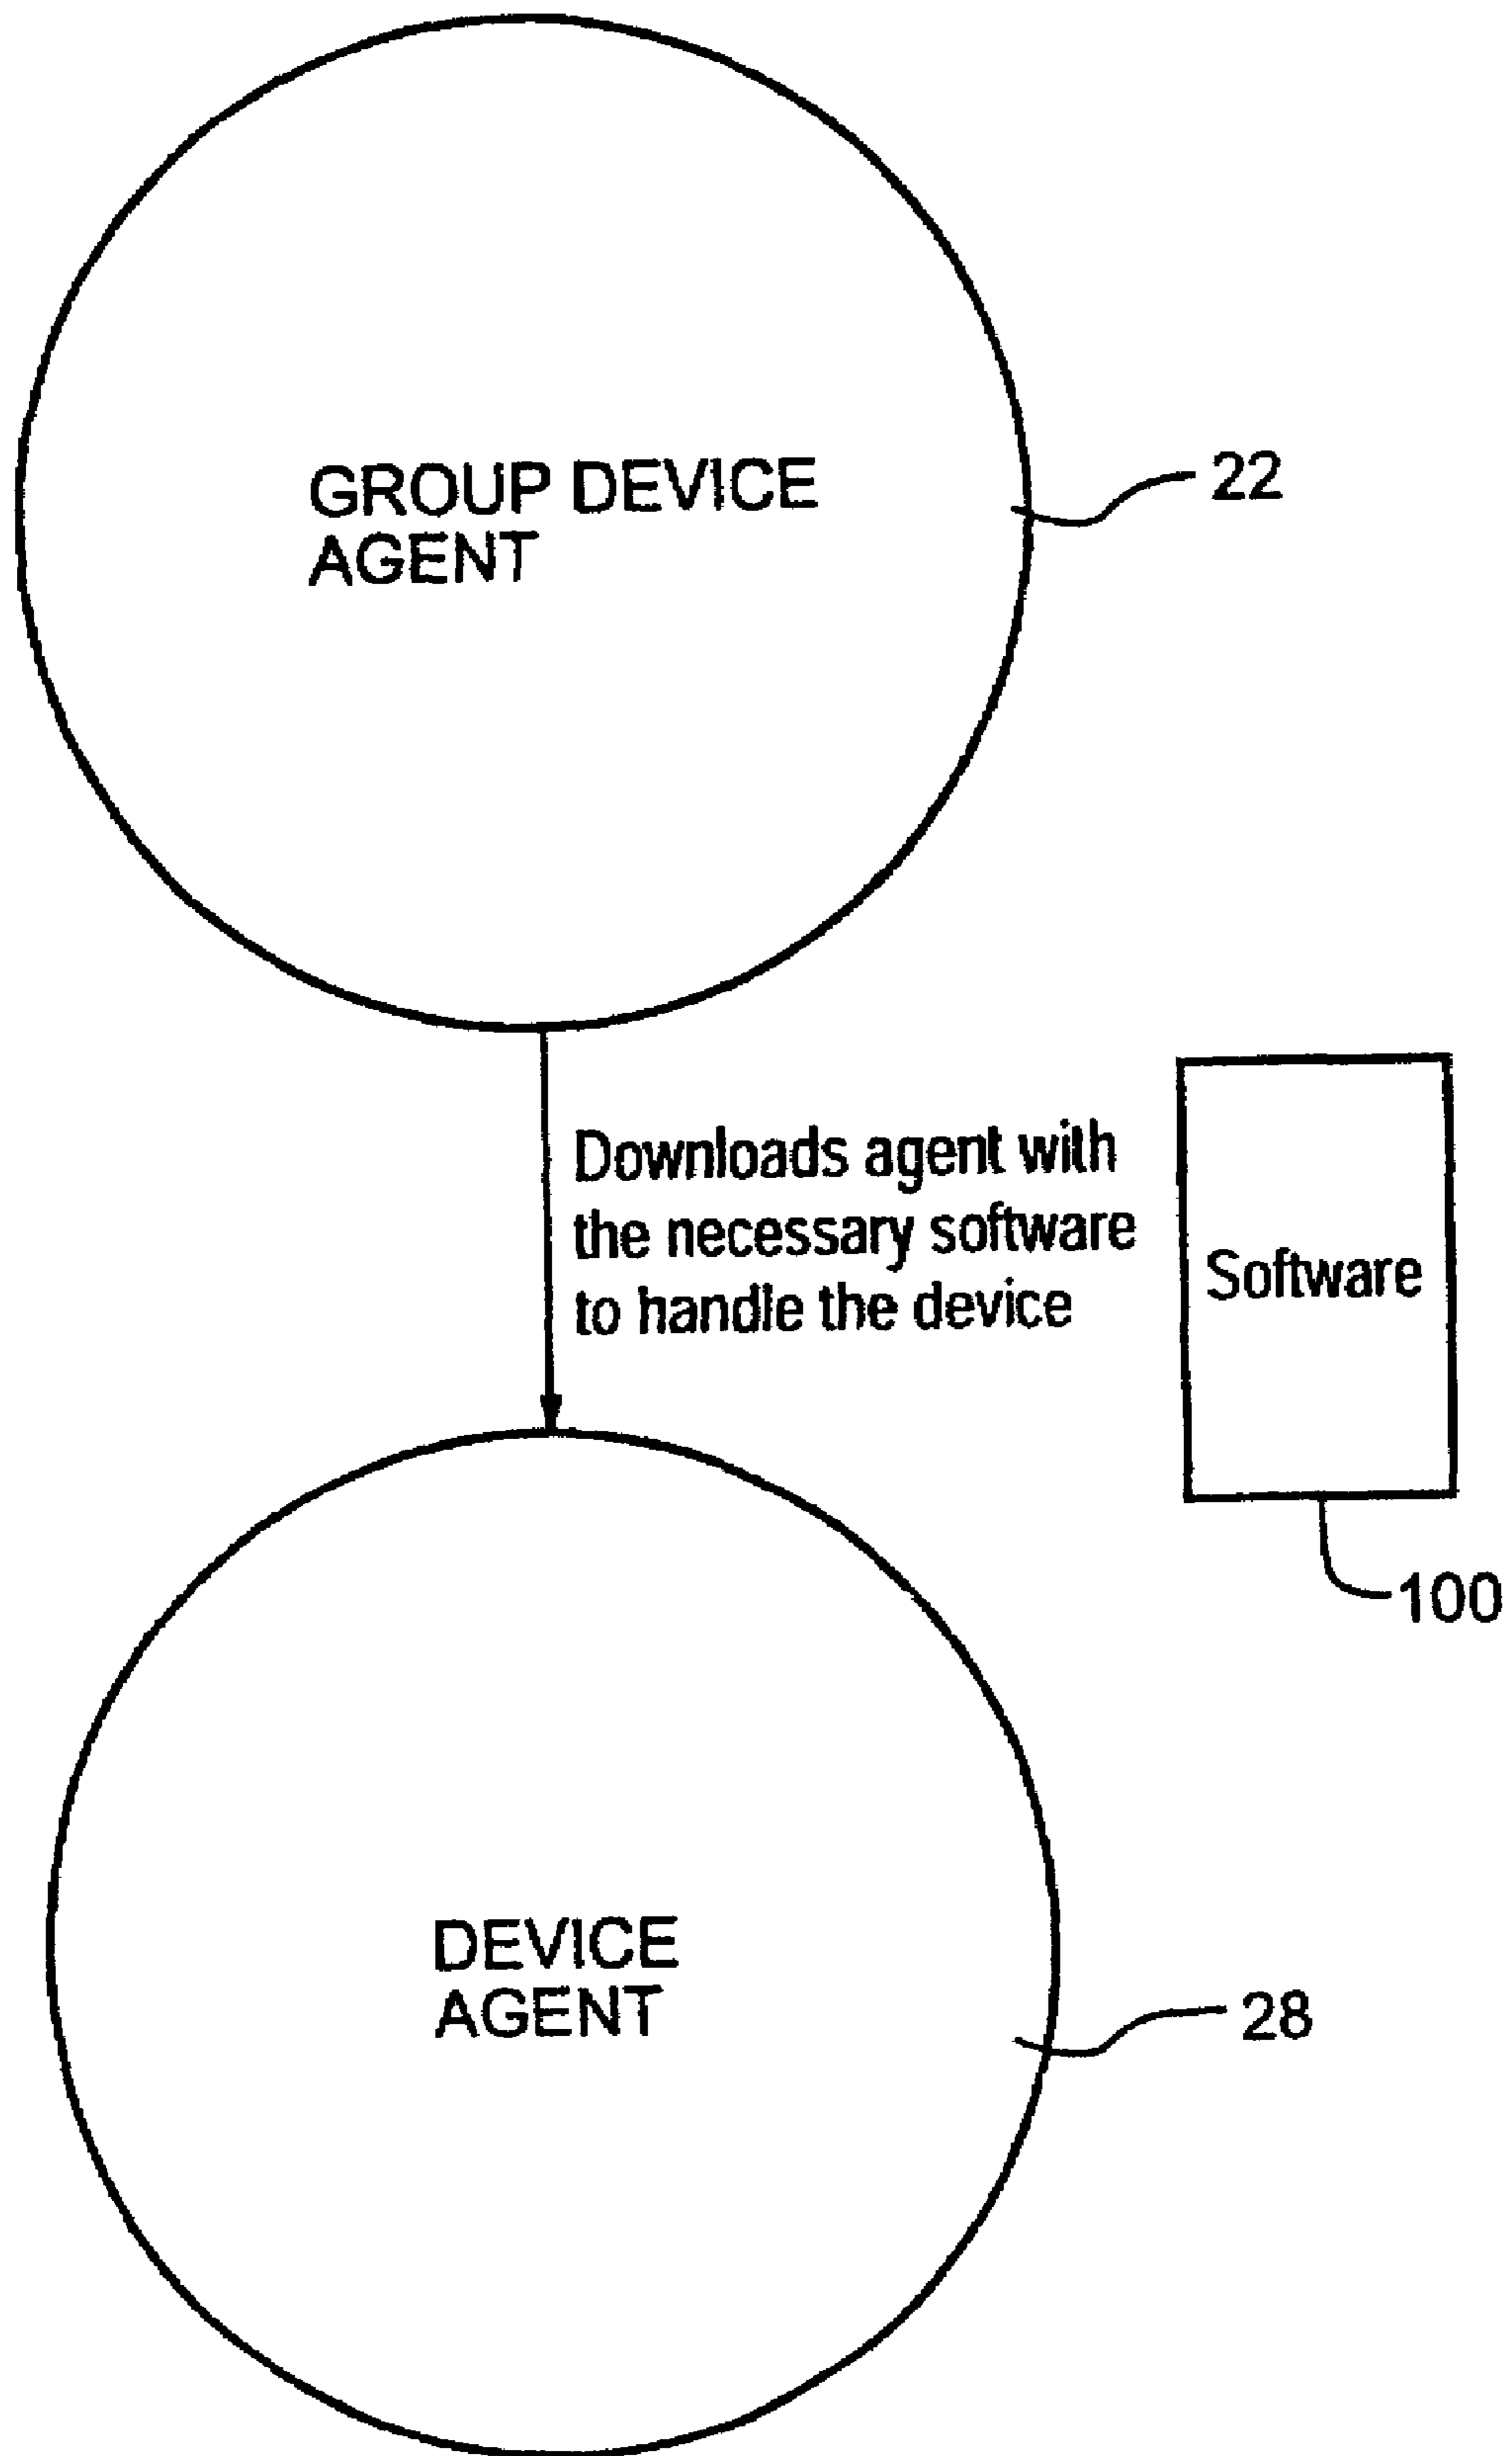 GROUP DEVICE
AGENT
22
Downloads agent with
the necessary software
to handle the device
Software
100
DEVICE
AGENT
28